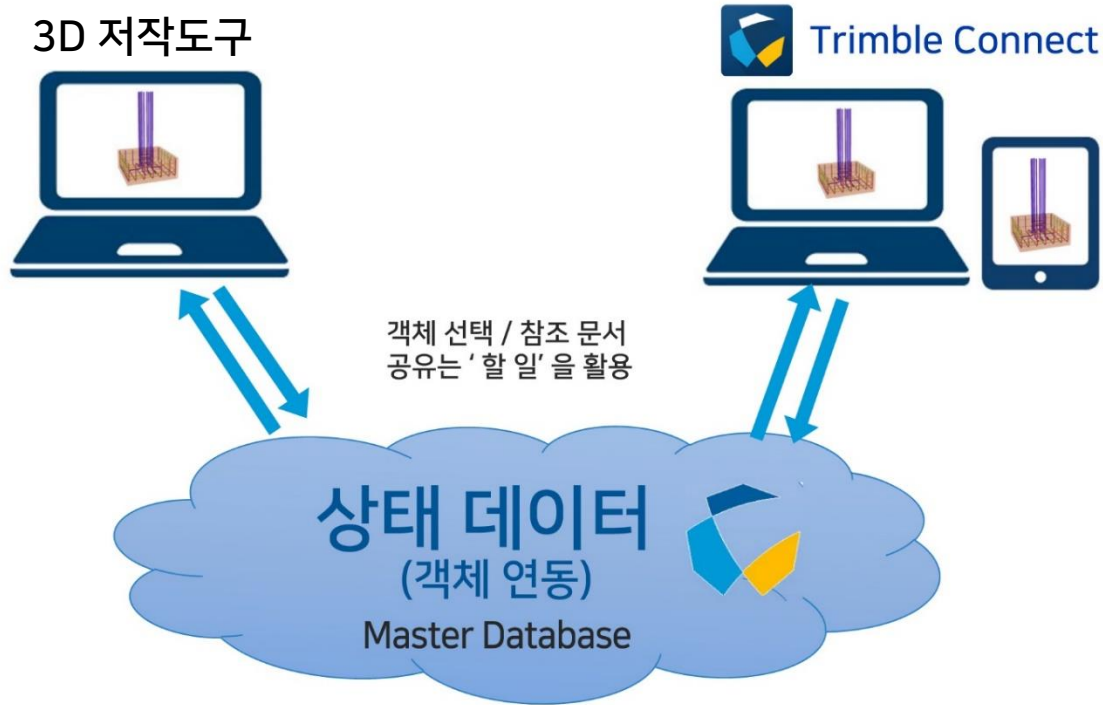 3D 저작도구
Trimble Connect
객체 선택 / 참조 문서
공유는 ‘ 할 일’ 을 활용
상태 데이터
(객체 연동)
Master Database